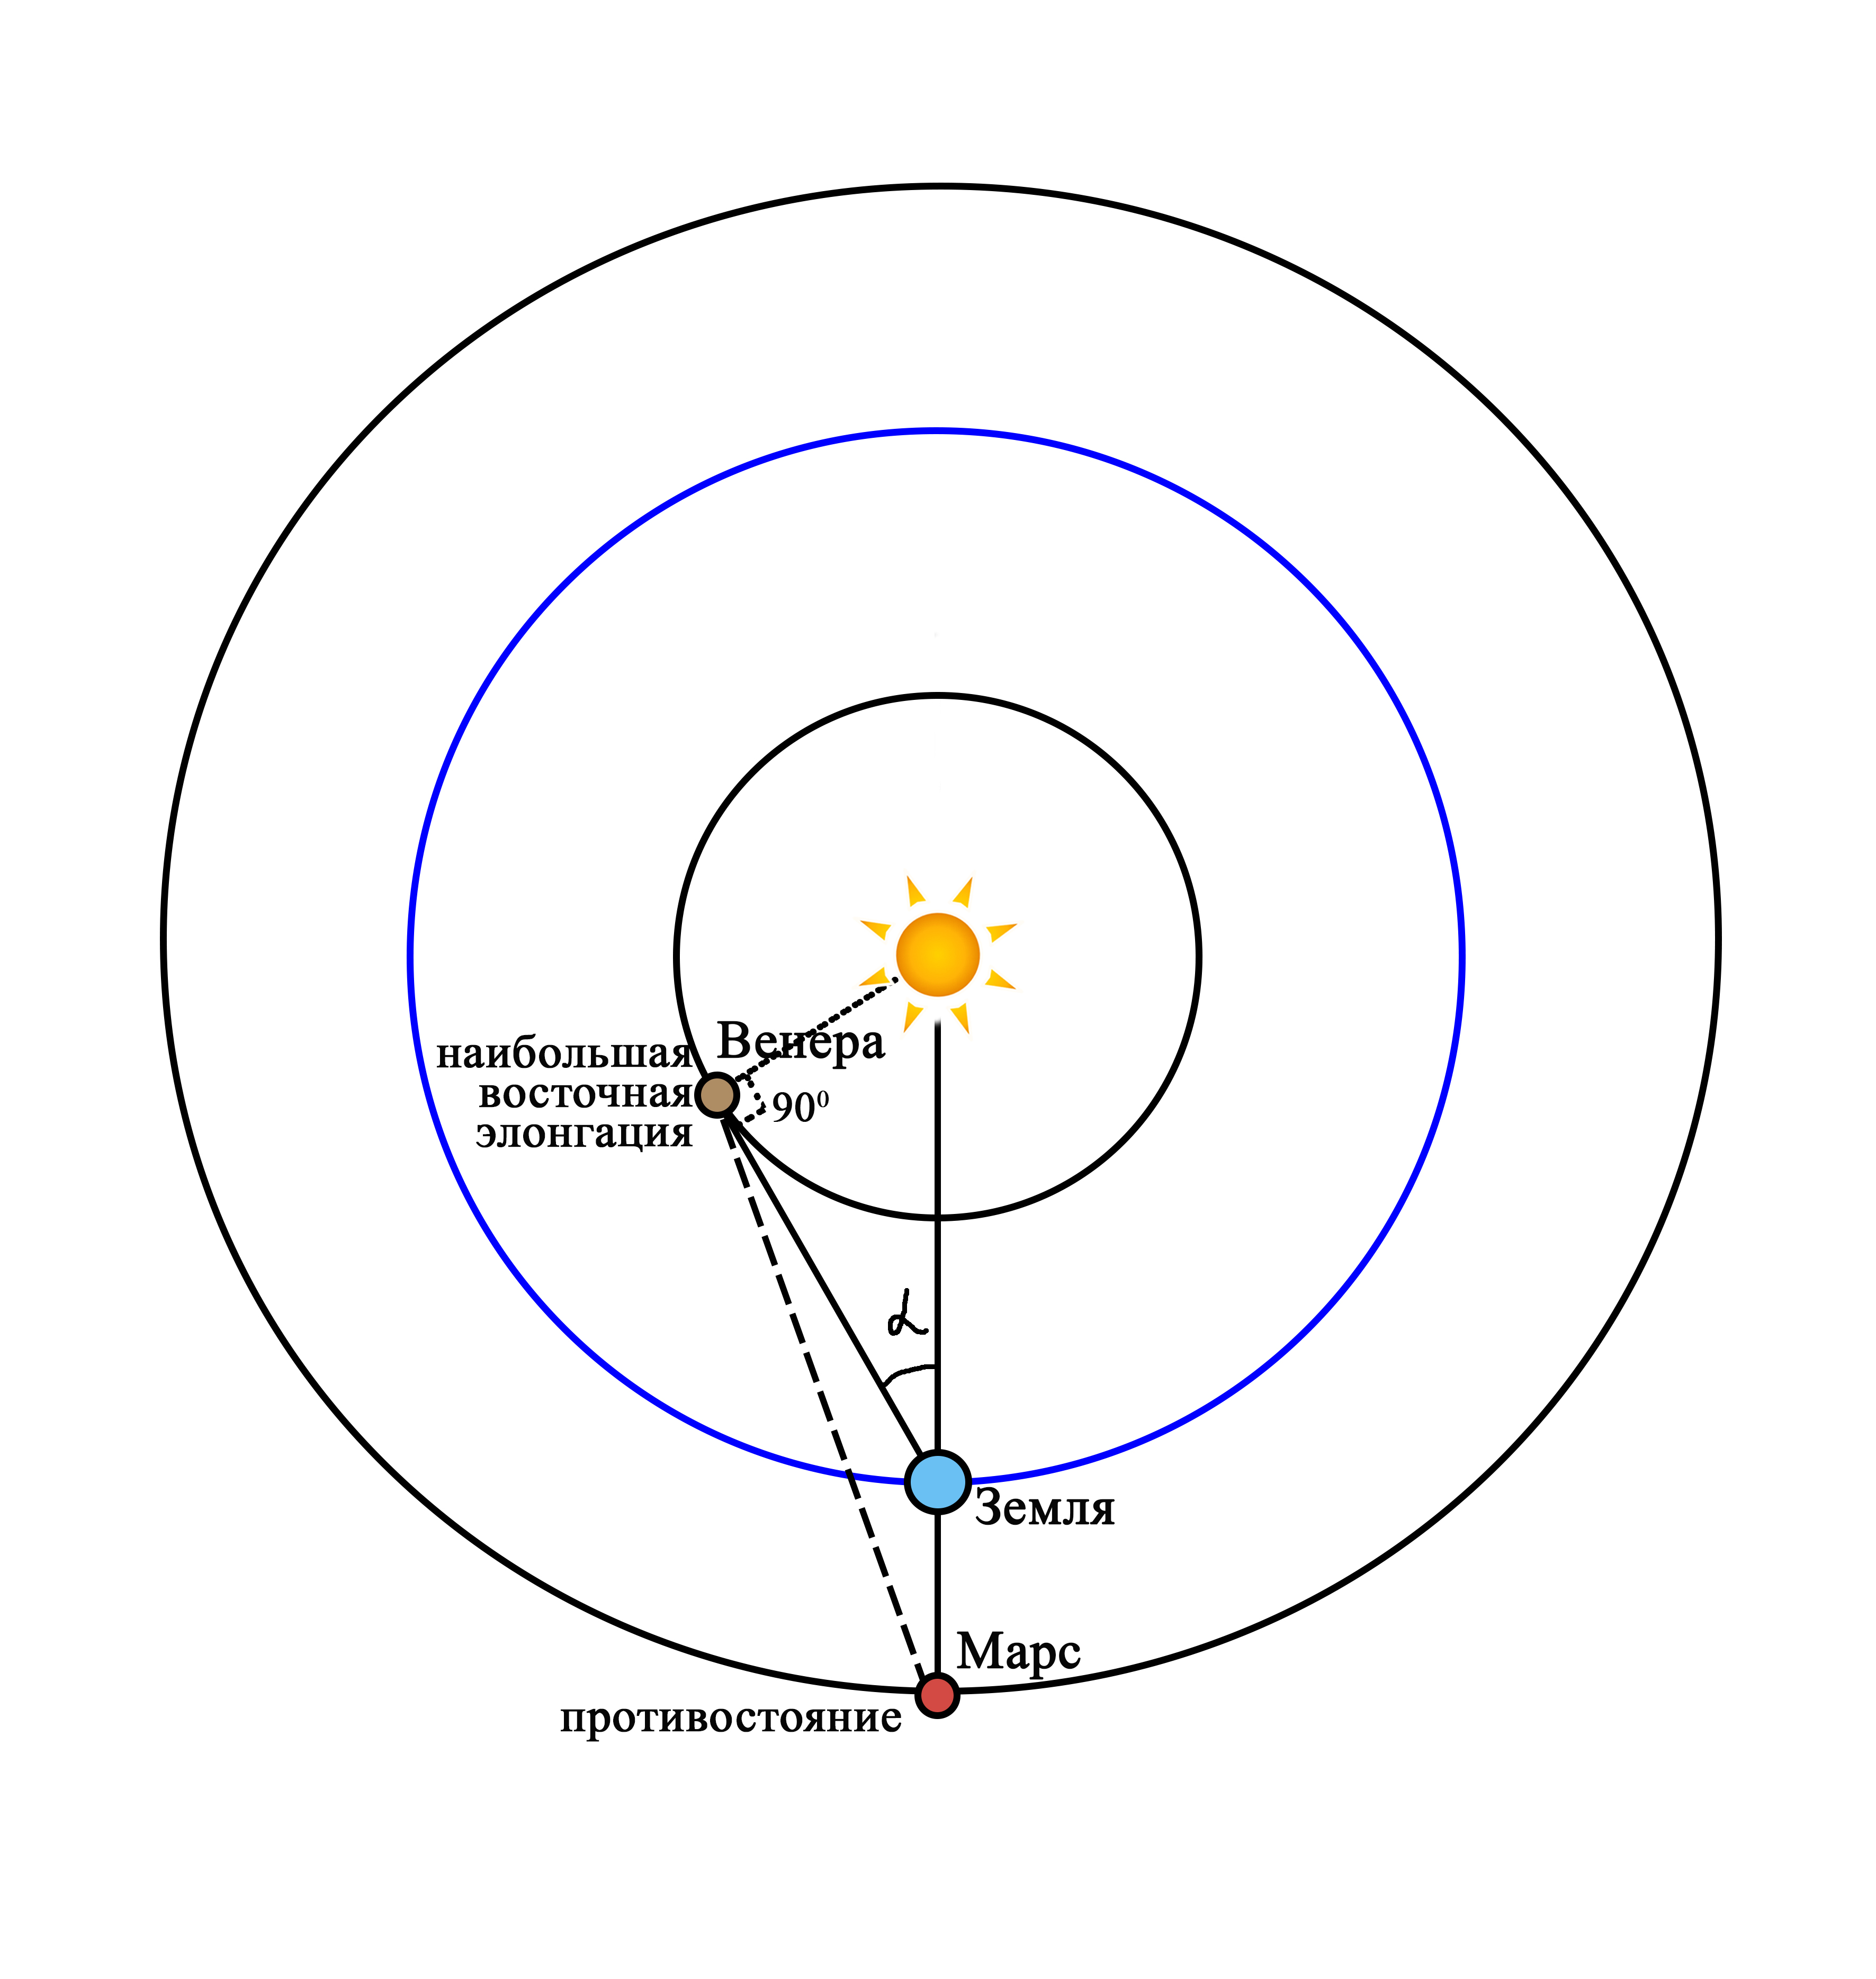 Венера
наибольшая
восточная
элонгация
90⁰
α
Земля
Марс
противостояние